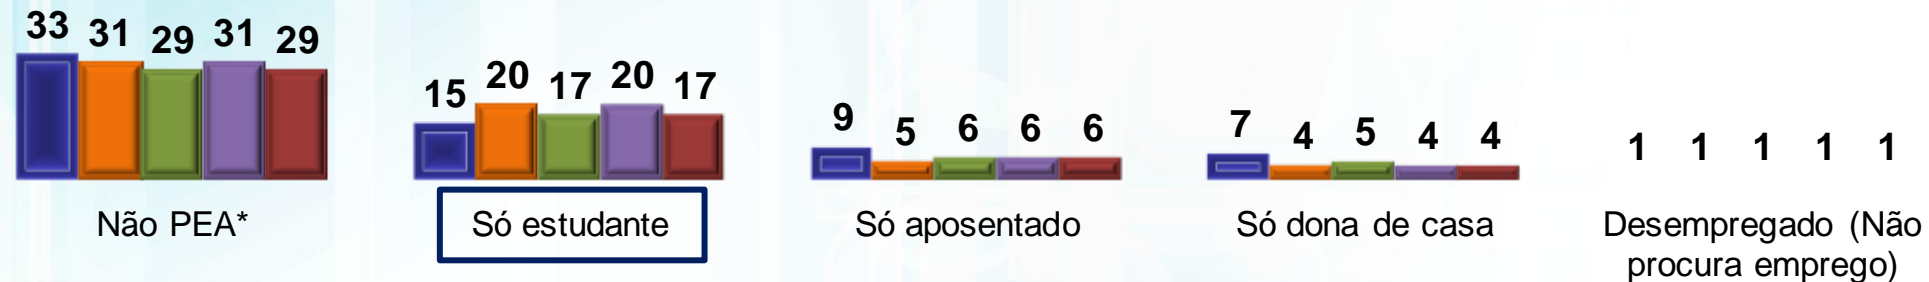 33 31 29 31 29
15 20 17 20 17
9 5 6 6 6
7 4 5 4 4
1 1 1 1 1
Não PEA*
Só estudante
Só aposentado
Só dona de casa
Desempregado (Não
procura emprego)